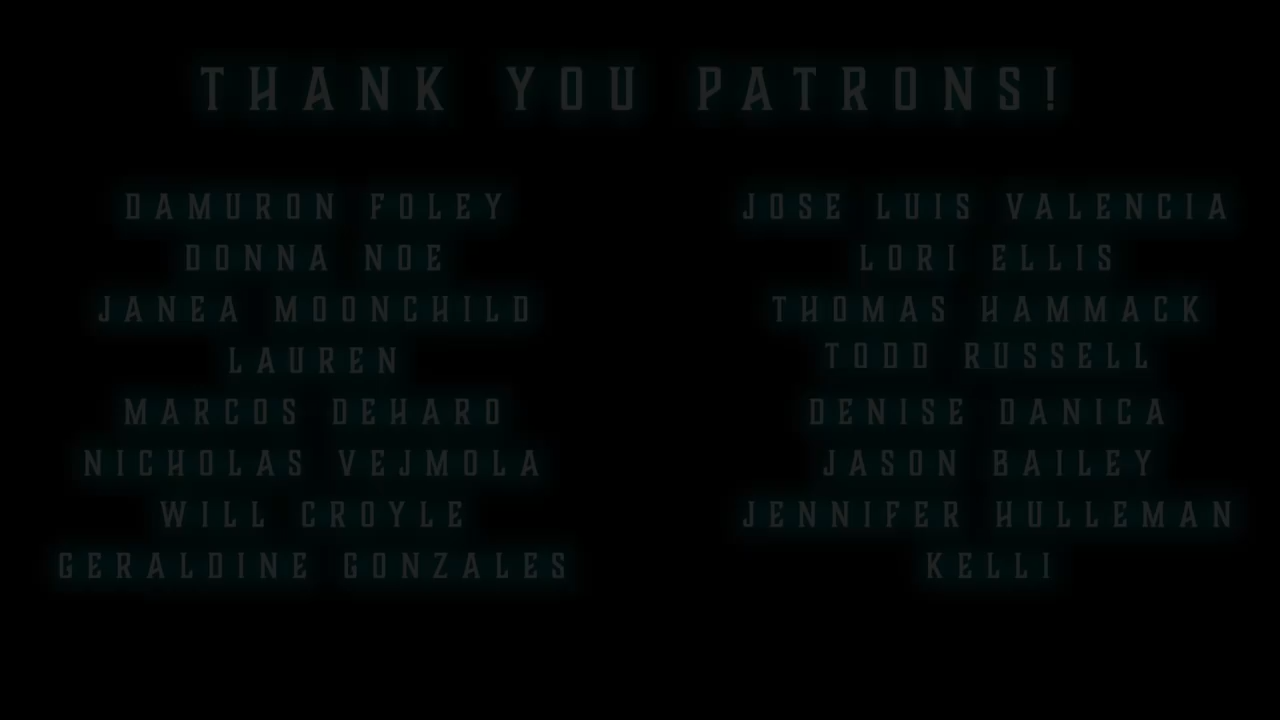 THANK YOU PATRONS!
DAMURON FOLEY
DONNA NOE
JANEA MOONCHILD
LAUREN
MARCOS DEHARO
NICHOLAS VEJMOLA
WILL CROYLE
GERALDINE GONZALES
JOSE LUIS VALENCIA
LORI ELLIS
THOMAS HAMMACK
TODD RUSSELL
DENISE DANICA
JASON BAILEY
JENNIFER HULLEMAN
KELLI